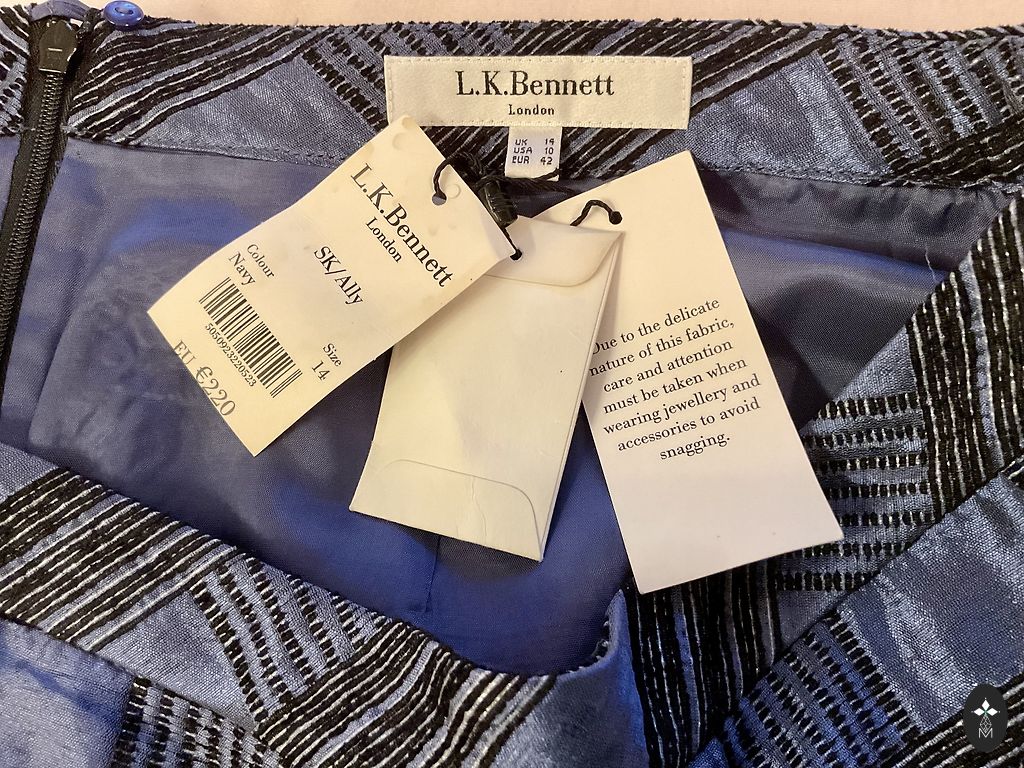 L.K.Bennett
London
UK 14
USA 10
EUR 42
L.K.Bennett
London
SK/Ally
Colour
Navy
Size
14
5050923220523
EU €220
Due to the delicate
nature of this fabric,
care and attention
must be taken when
wearing jewellery and
accessories to avoid
snagging.
M